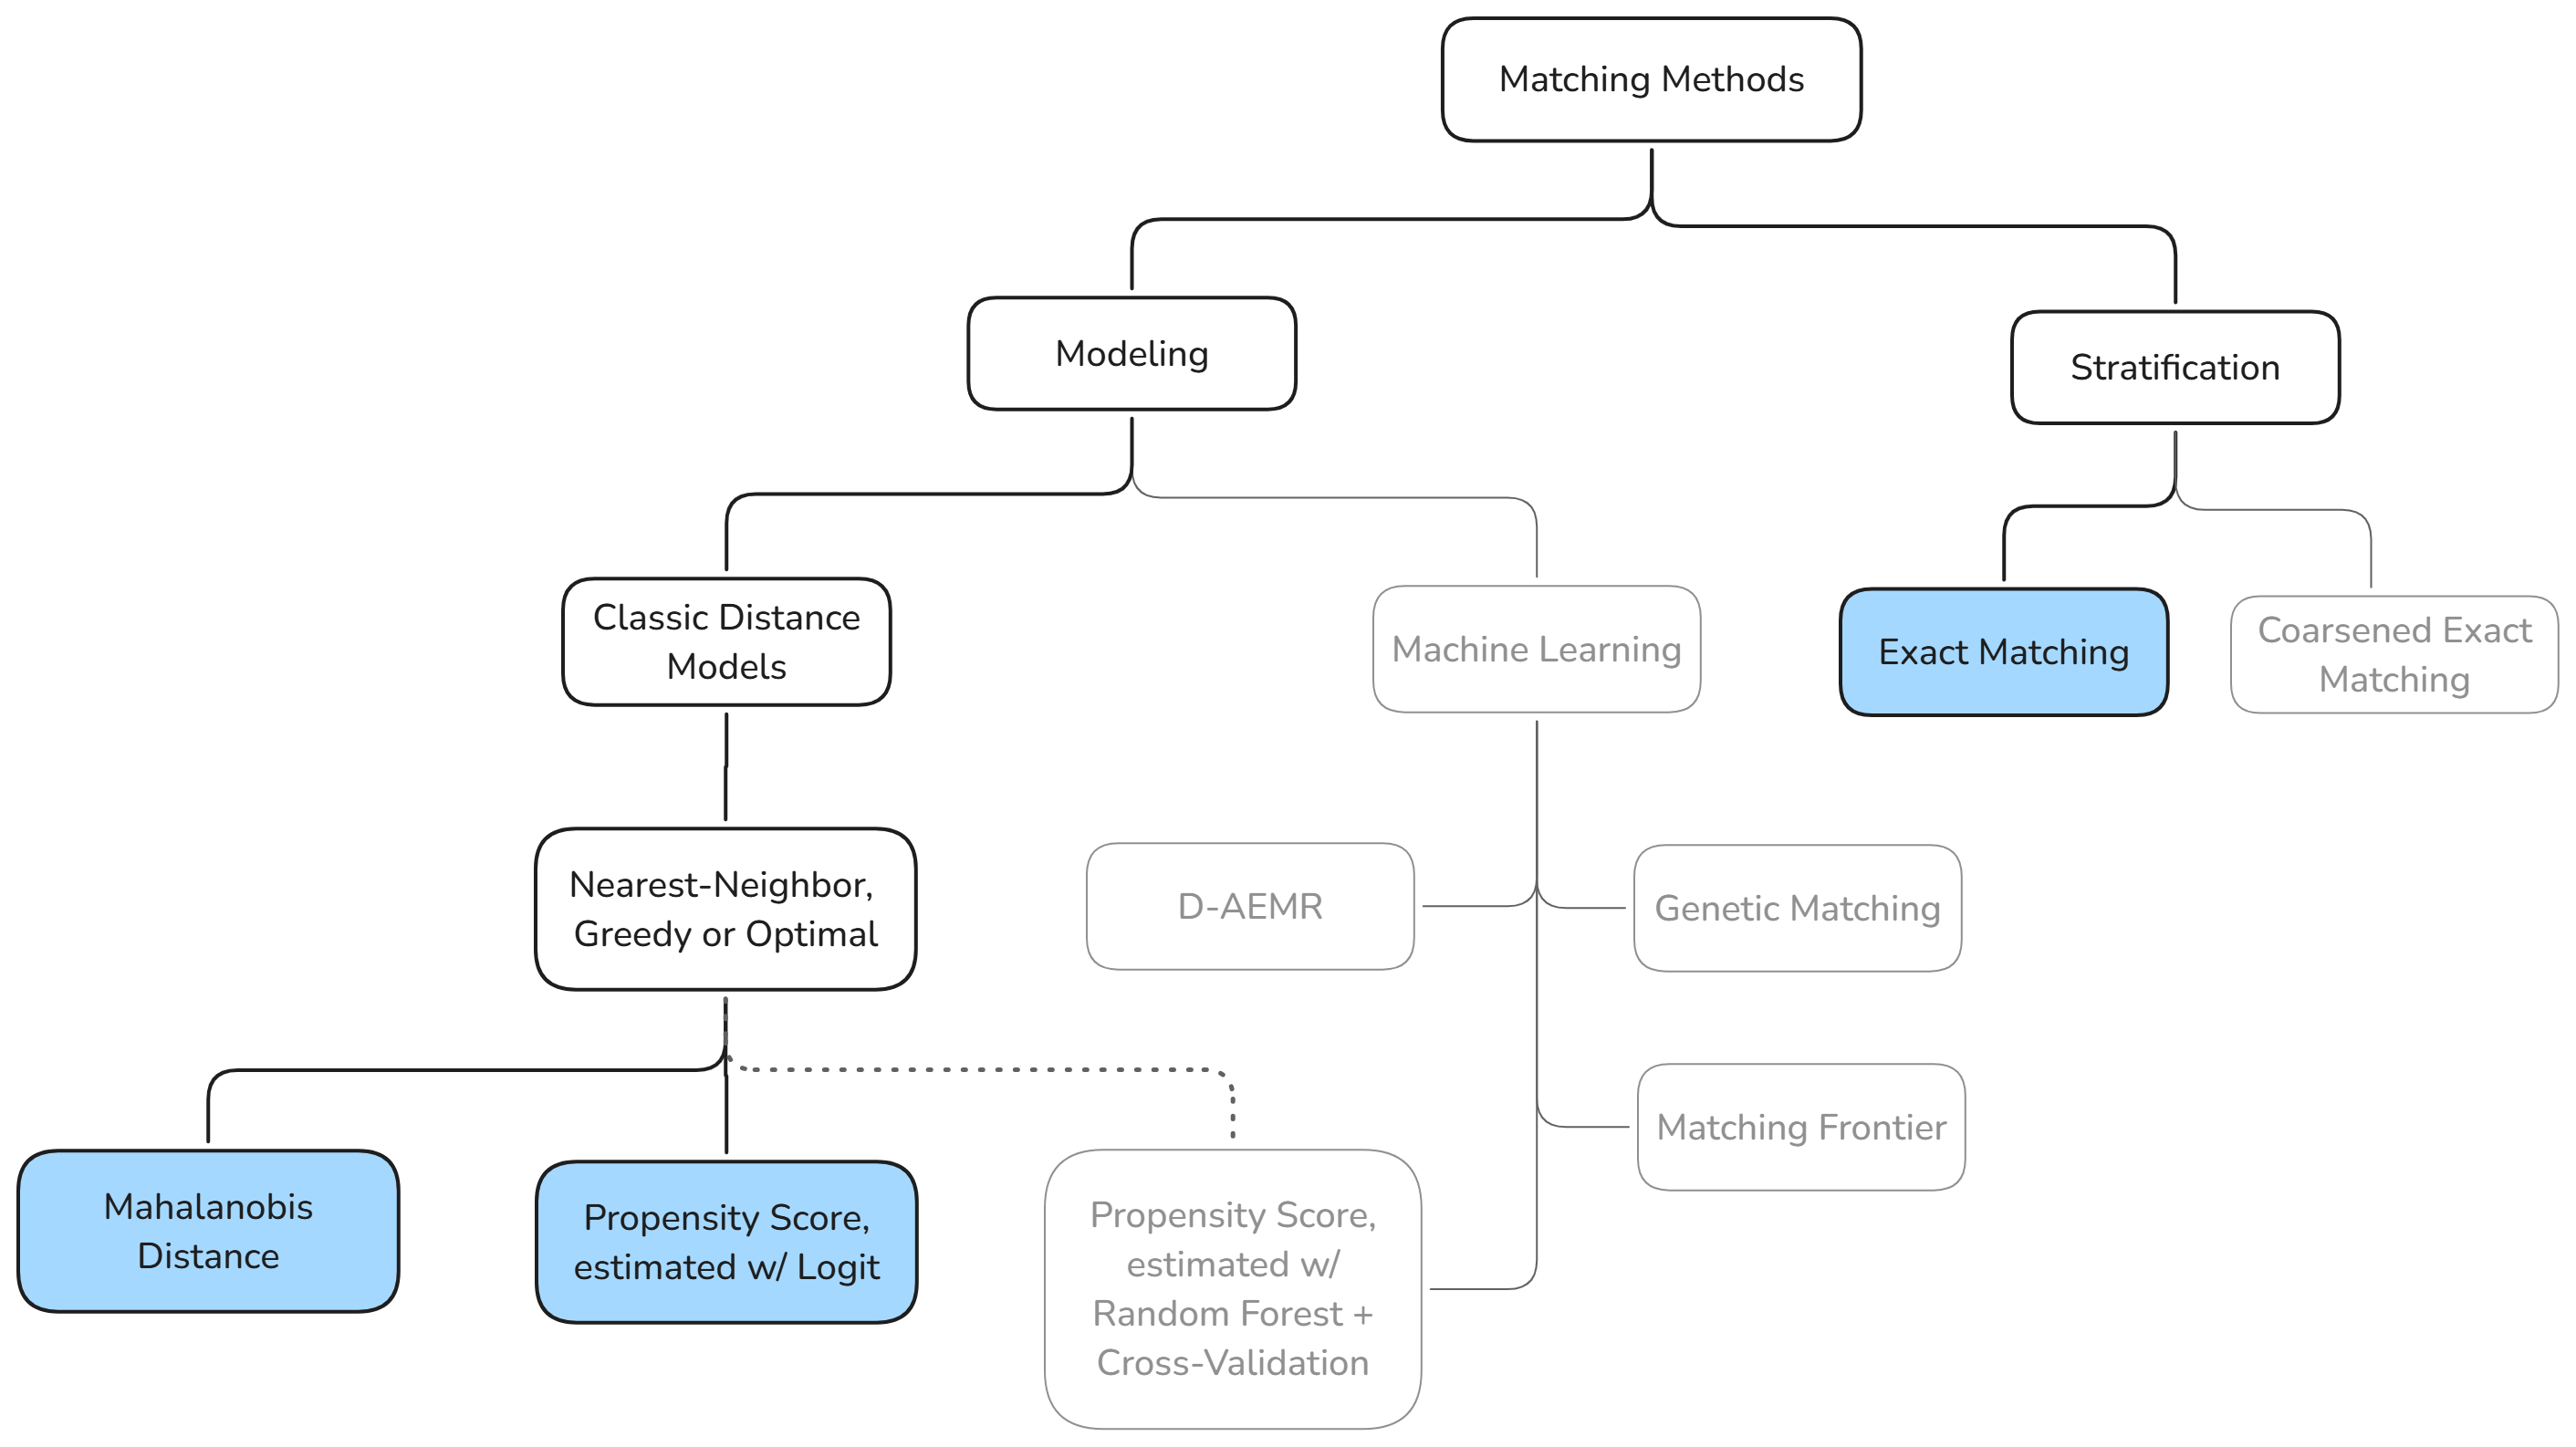 Matching Methods
Modeling
Stratification
Classic Distance
Models
Machine Learning
Exact Matching
Coarsened Exact
Matching
Nearest-Neighbor,
Greedy or Optimal
D-AEMR
Genetic Matching
Matching Frontier
Mahalanobis
Distance
Propensity Score,
estimated w/ Logit
Propensity Score,
estimated w/
Random Forest +
Cross-Validation